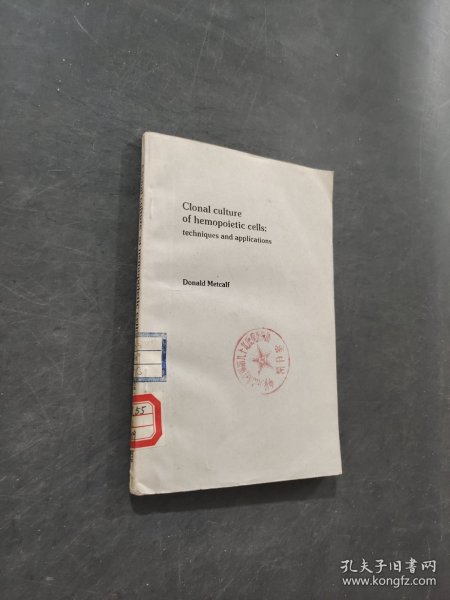 Clonal culture
of hemopoietic cells:
techniques and applications
Donald Metcalf
55
孔夫子旧书网
www.kongfz.com